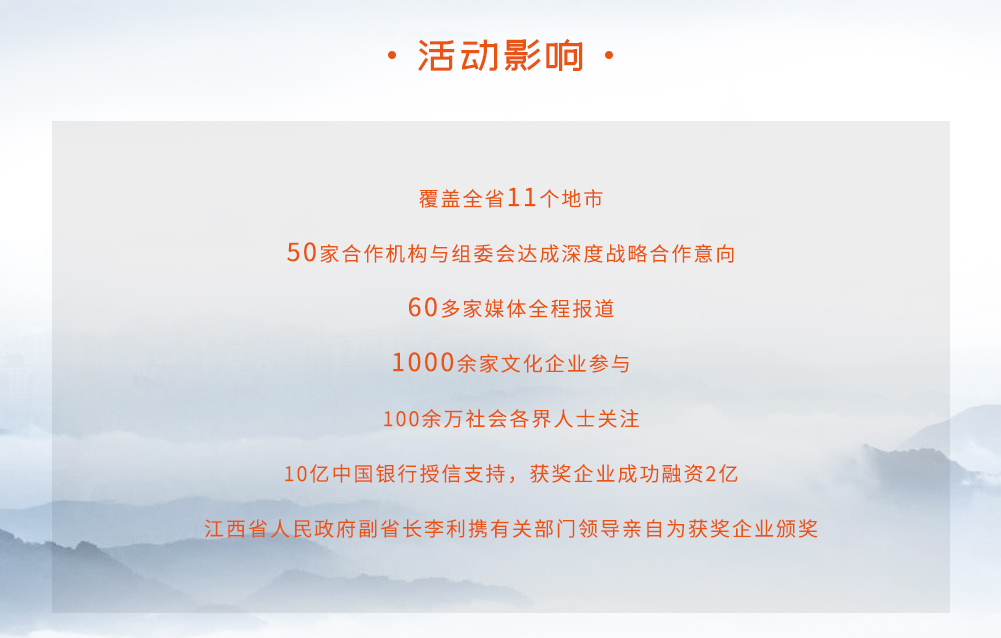 • 活动影响 •
覆盖全省11个地市
50家合作机构与组委会达成深度战略合作意向
60多家媒体全程报道
1000余家文化企业参与
100余万社会各界人士关注
10亿中国银行授信支持，获奖企业成功融资2亿
江西省人民政府副省长李利携有关部门领导亲自为获奖企业颁奖